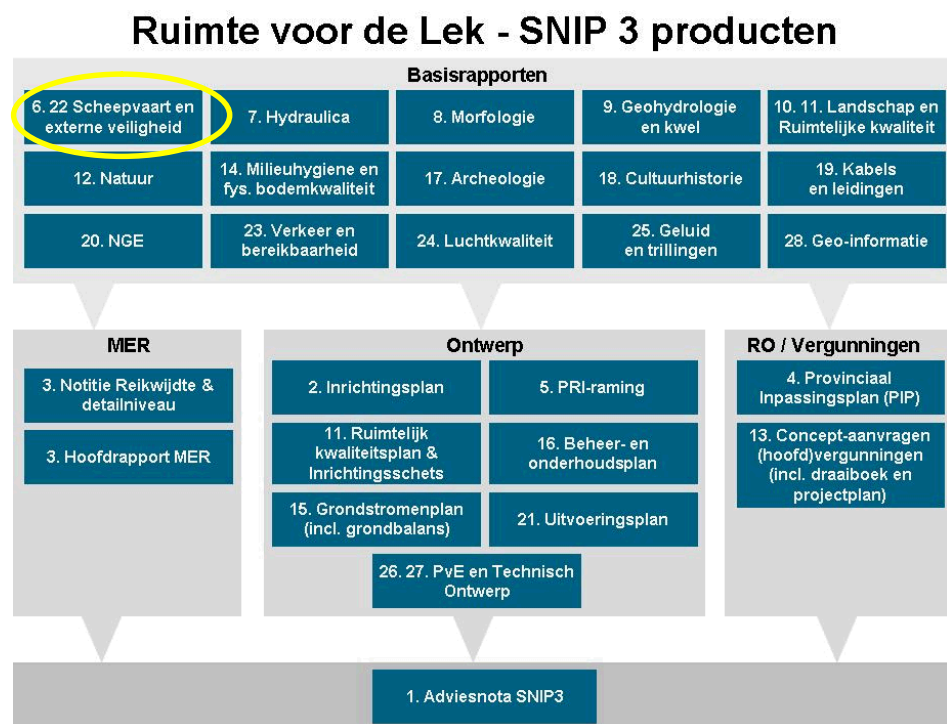 Ruimte voor de Lek - SNIP 3 producten
Basisrapporten
6. 22 Scheepvaart en
externe veiligheid
7. Hydraulica
8. Morfologie
9. Geohydrologie
en kwel
10. 11. Landschap en
Ruimtelijke kwaliteit
12. Natuur
14. Milieuhygiene en
fys. bodemkwaliteit
17. Archeologie
18. Cultuurhistorie
19. Kabels
en leidingen
20. NGE
23. Verkeer en
bereikbaarheid
24. Luchtkwaliteit
25. Geluid
en trillingen
28. Geo-informatie
MER
3. Notitie Reikwijdte &
detailniveau
3. Hoofdrapport MER
Ontwerp
2. Inrichtingsplan
5. PRI-raming
11. Ruimtelijk
kwaliteitsplan &
Inrichtingsschets
16. Beheer- en
onderhoudsplan
15. Grondstromenplan
(incl. grondbalans)
21. Uitvoeringsplan
26. 27. PvE en Technisch
Ontwerp
RO / Vergunningen
4. Provinciaal
Inpassingsplan (PIP)
13. Concept-aanvragen
(hoofd)vergunningen
(incl. draaiboek en
projectplan)
1. Adviesnota SNIP3